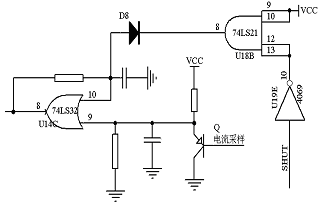 D8
8
9
10
VCC
74LS21
12
13
U18B
VCC
10
U19E
4069
SHUT
8
74LS32
10
U14C
9
Q
电流采样